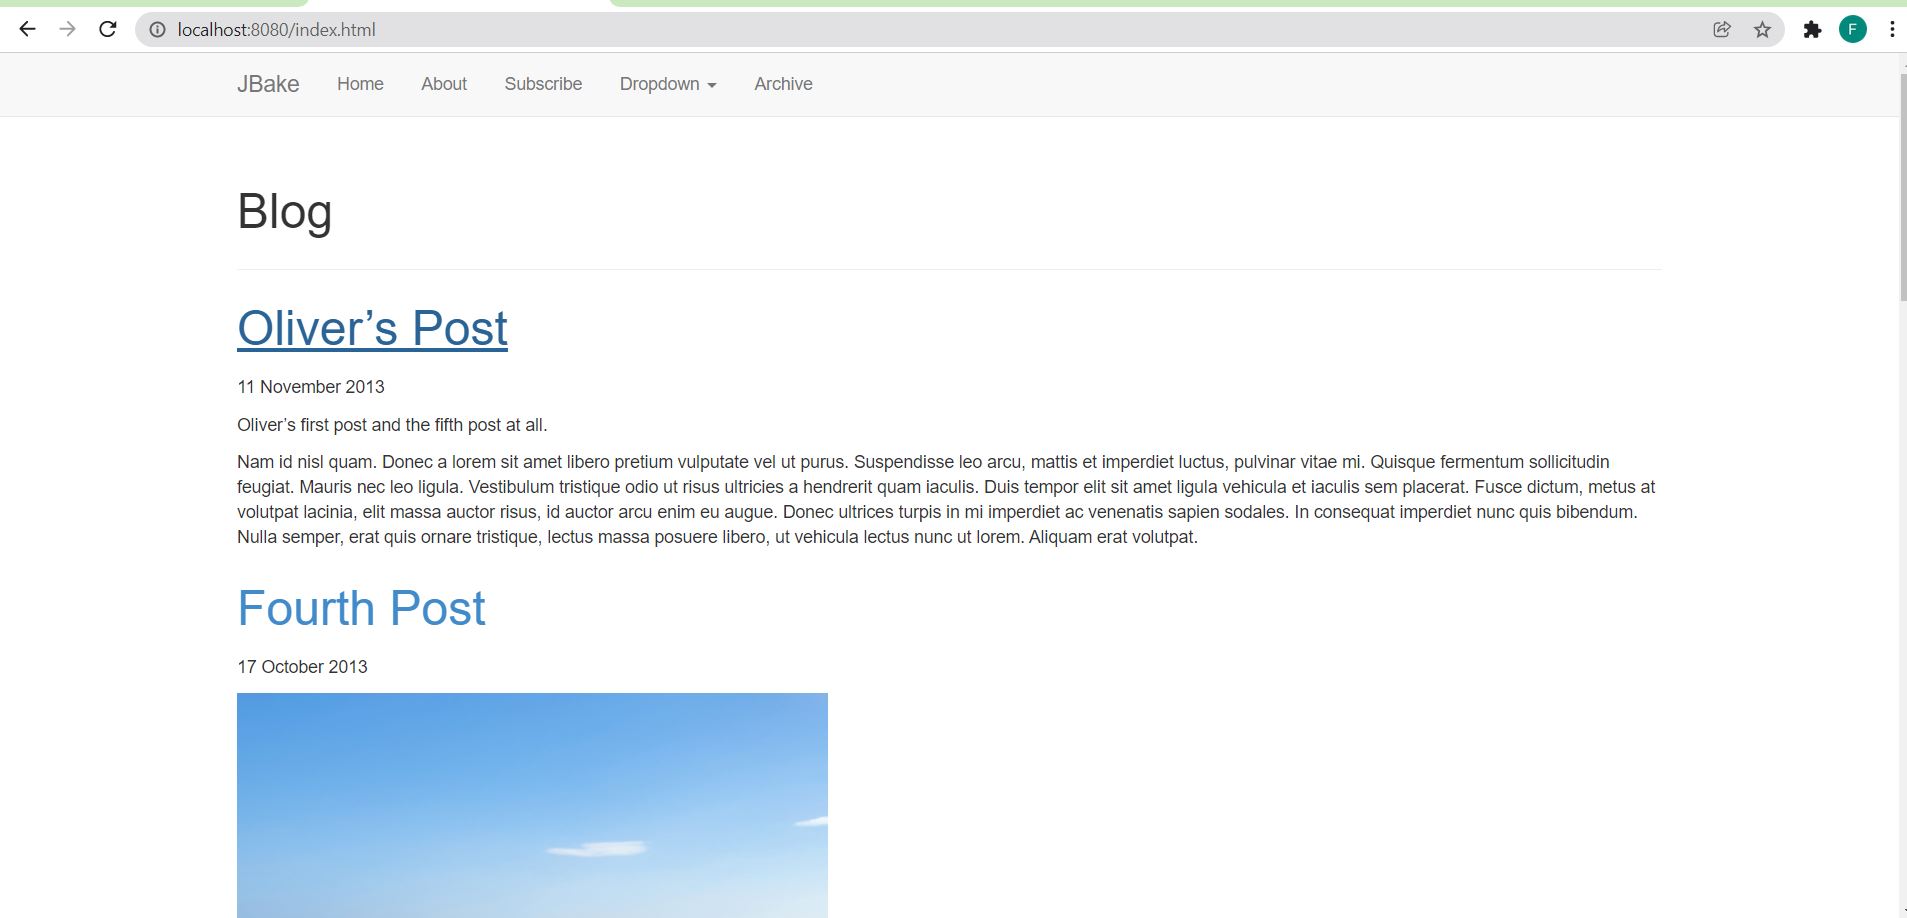 localhost:8080/index.html
F
JBake Home About Subscribe Dropdown Archive
Blog
Oliver’s Post
11 November 2013
Oliver’s first post and the fifth post at all.
Nam id nisl quam. Donec a lorem sit amet libero pretium vulputate vel ut purus. Suspendisse leo arcu, mattis et imperdiet luctus, pulvinar vitae mi. Quisque fermentum sollicitudin
feugiat. Mauris nec leo ligula. Vestibulum tristique odio ut risus ultricies a hendrerit quam iaculis. Duis tempor elit sit amet ligula vehicula et iaculis sem placerat. Fusce dictum, metus at
volutpat lacinia, elit massa auctor risus, id auctor arcu enim eu augue. Donec ultrices turpis in mi imperdiet ac venenatis sapien sodales. In consequat imperdiet nunc quis bibendum.
Nulla semper, erat quis ornare tristique, lectus massa posuere libero, ut vehicula lectus nunc ut lorem. Aliquam erat volutpat.
Fourth Post
17 October 2013